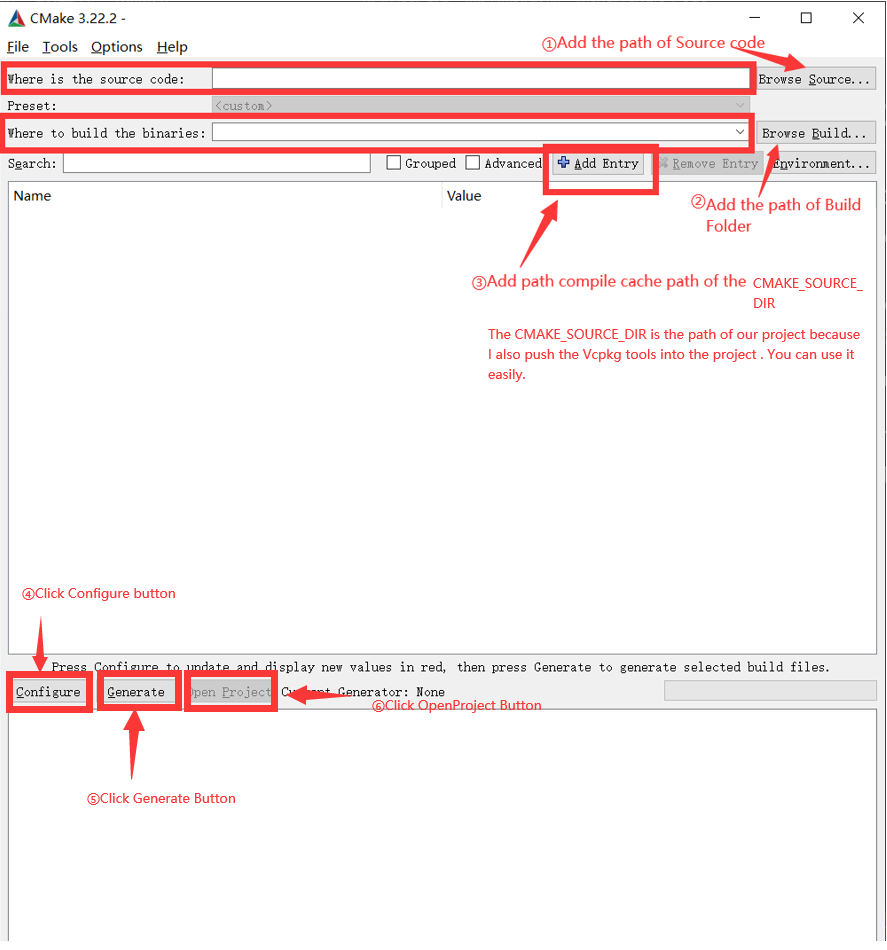 CMake 3.22.2 -
File Tools Options Help
①Add the path of Source code
Where is the source code:
Browse Source...
Preset:
<custom>
Where to build the binaries:
Browse Build...
Search:
Grouped
Advanced
Add Entry
Remove Entry
Environment...
Name
Value
②Add the path of Build
Folder
③Add path compile cache path of the CMAKE_SOURCE_
DIR
The CMAKE_SOURCE_DIR is the path of our project because
I also push the Vcpkg tools into the project . You can use it
easily.
④Click Configure button
Press Configure to update and display new values in red, then press Generate to generate selected build files.
Configure
Generate
Open Project
Current Generator: None
⑥Click OpenProject Button
⑤Click Generate Button